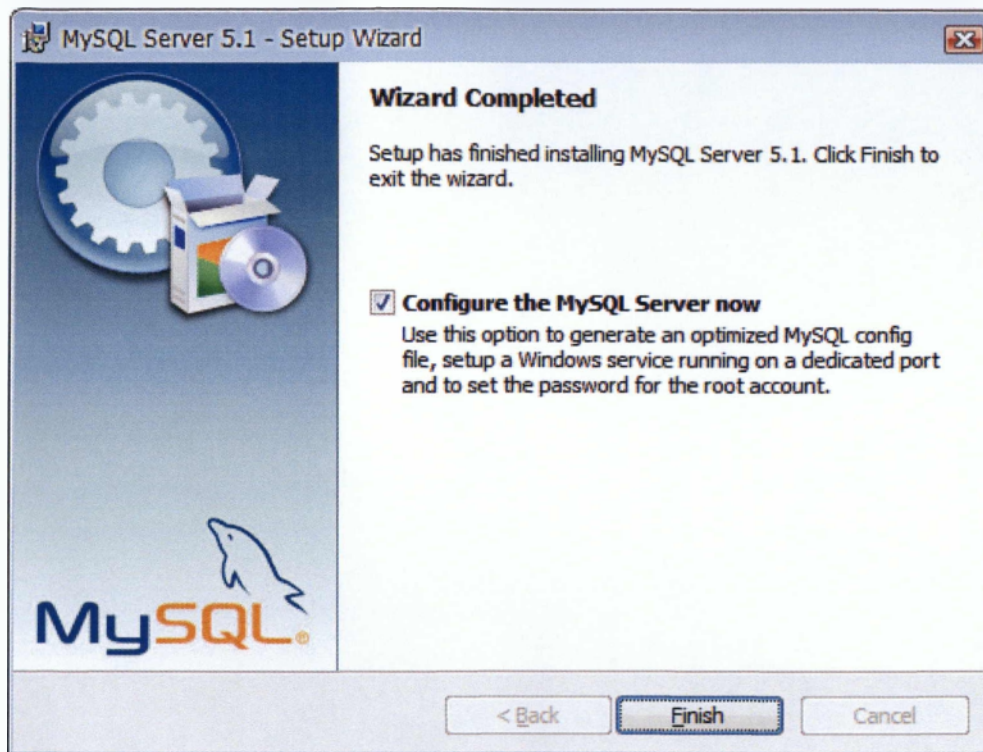 MySQL Server 5.1 - Setup Wizard
Wizard Completed
Setup has finished installing MySQL Server 5.1. Click Finish to
exit the wizard.
Configure the MySQL Server now
Use this option to generate an optimized MySQL config
file, setup a Windows service running on a dedicated port
and to set the password for the root account.
MySQL®
< Back
Finish
Cancel